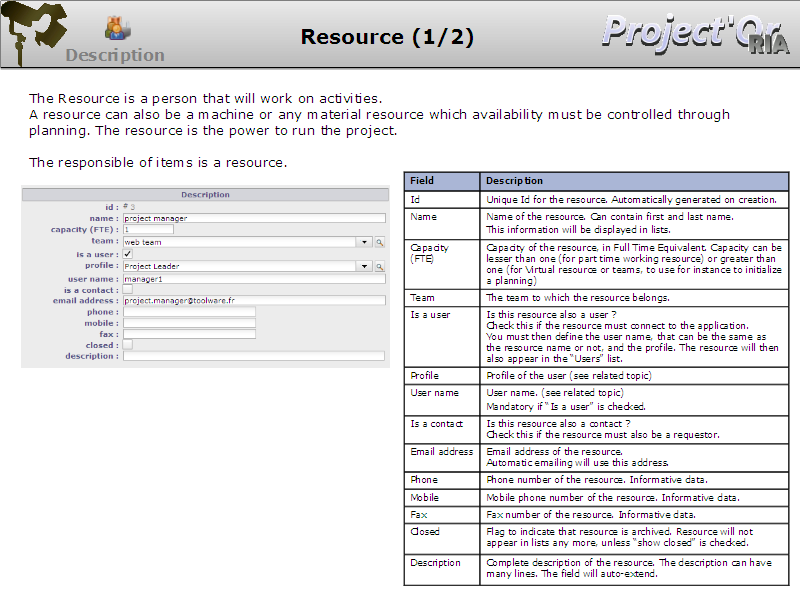 Description
Resource (1/2)
Project'Or
RIA
The Resource is a person that will work on activities.
A resource can also be a machine or any material resource which availability must be controlled through
planning. The resource is the power to run the project.
The responsible of items is a resource.
Description
id : # 3
name : project manager
capacity (FTE) : 1
team : web team
is a user :
profile : Project Leader
user name : manager1
is a contact :
email address : project.manager@toolware.fr
phone :
mobile :
fax :
closed :
description :
Field Description
Id Unique Id for the resource. Automatically generated on creation.
Name Name of the resource. Can contain first and last name.
This information will be displayed in lists.
Capacity Capacity of the resource, in Full Time Equivalent. Capacity can be
(FTE) lesser than one (for part time working resource) or greater than
one (for Virtual resource or teams, to use for instance to initialize
a planning)
Team The team to which the resource belongs.
Is a user Is this resource also a user ?
Check this if the resource must connect to the application.
You must then define the user name, that can be the same as
the resource name or not, and the profile. The resource will then
also appear in the "Users" list.
Profile Profile of the user (see related topic)
User name User name. (see related topic)
Mandatory if "Is a user" is checked.
Is a contact Is this resource also a contact ?
Check this if the resource must also be a requestor.
Email address Email address of the resource.
Automatic emailing will use this address.
Phone Phone number of the resource. Informative data.
Mobile Mobile phone number of the resource. Informative data.
Fax Fax number of the resource. Informative data.
Closed Flag to indicate that resource is archived. Resource will not
appear in lists any more, unless "show closed" is checked.
Description Complete description of the resource. The description can have
many lines. The field will auto-extend.